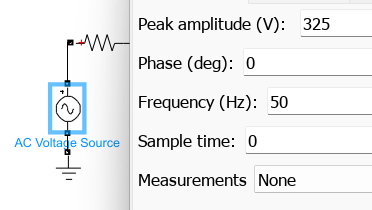 Peak amplitude (V): 325
Phase (deg): 0
Frequency (Hz): 50
AC Voltage Source
Sample time: 0
Measurements None